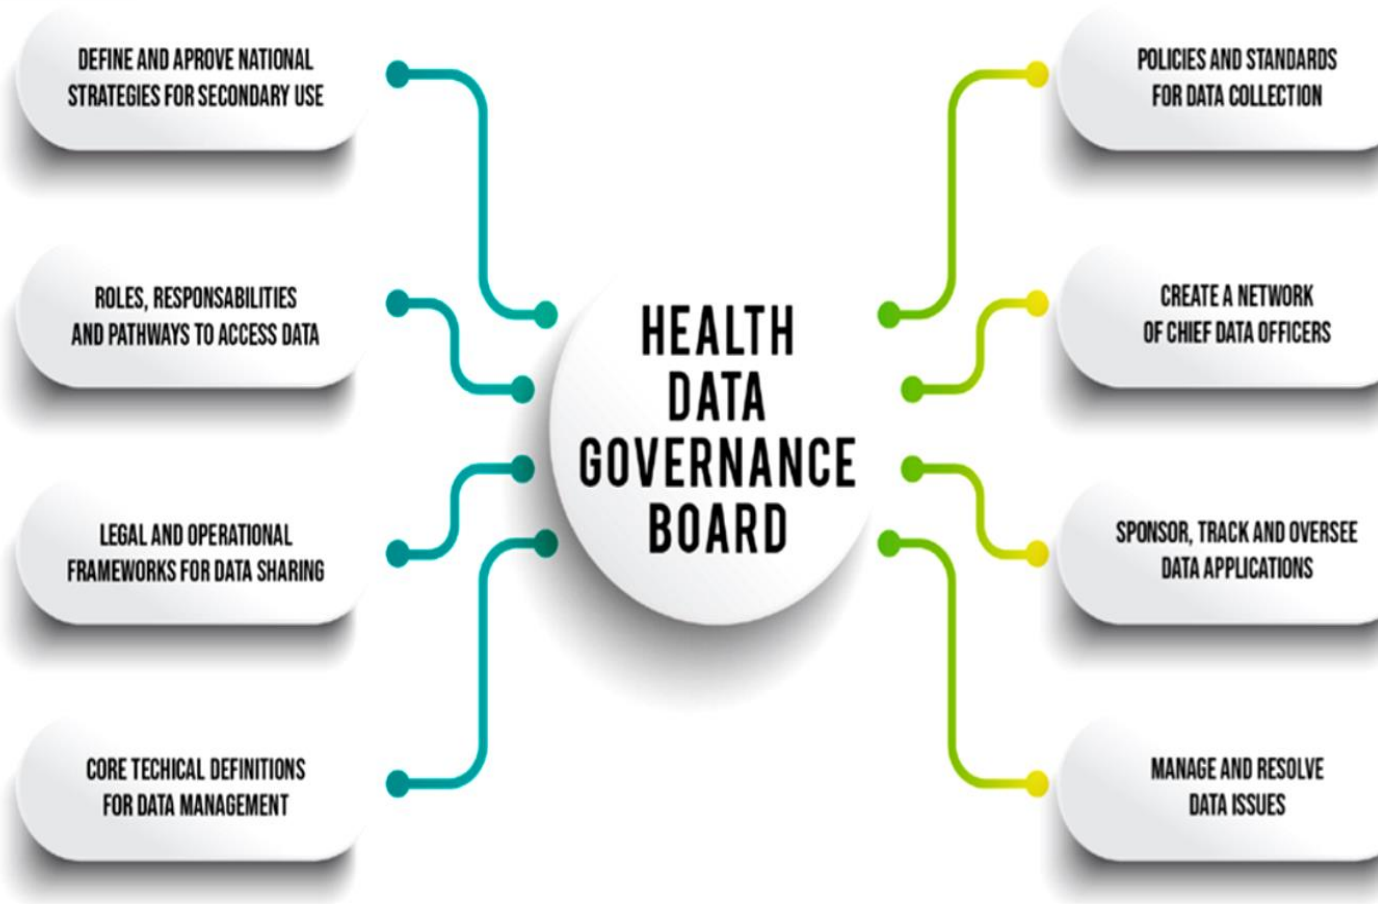 DEFINE AND APROVE NATIONAL
STRATEGIES FOR SECONDARY USE
ROLES, RESPONSABILITIES
AND PATHWAYS TO ACCESS DATA
LEGAL AND OPERATIONAL
FRAMEWORKS FOR DATA SHARING
CORE TECHICAL DEFINITIONS
FOR DATA MANAGEMENT
HEALTH
DATA
GOVERNANCE
BOARD
POLICIES AND STANDARDS
FOR DATA COLLECTION
CREATE A NETWORK
OF CHIEF DATA OFFICERS
SPONSOR, TRACK AND OVERSEE
DATA APPLICATIONS
MANAGE AND RESOLVE
DATA ISSUES